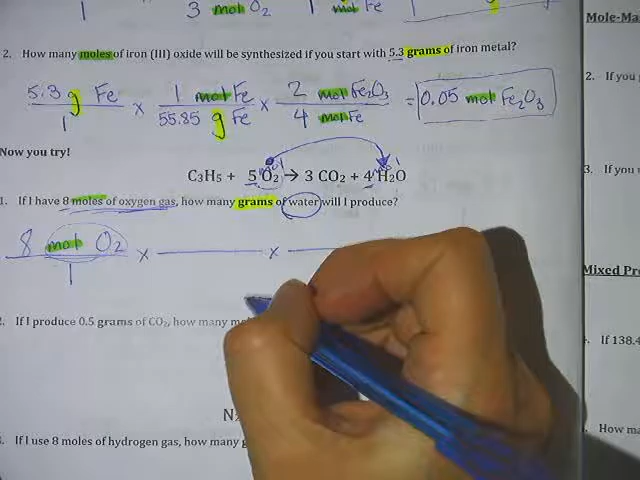 1 3 mol O₂ 1 mol Fe 1
Mole-Ma
2. How many moles of iron (III) oxide will be synthesized if you start with 5.3 grams of iron metal?
5.3 g Fe × 1 mol Fe × 2 mol Fe₂O₃ = 0.05 mol Fe₂O₃
1 55.85 g Fe 4 mol Fe
2. If you
Now you try!
C₃H₅ + 5 O₂ → 3 CO₂ + 4 H₂O
3. If you
1. If I have 8 moles of oxygen gas, how many grams of water will I produce?
8 mol O₂ × ×
1
Mixed Pr
. If I produce 0.5 grams of CO₂, how many
. If 138.4
N
. If I use 8 moles of hydrogen gas, how many g
How ma